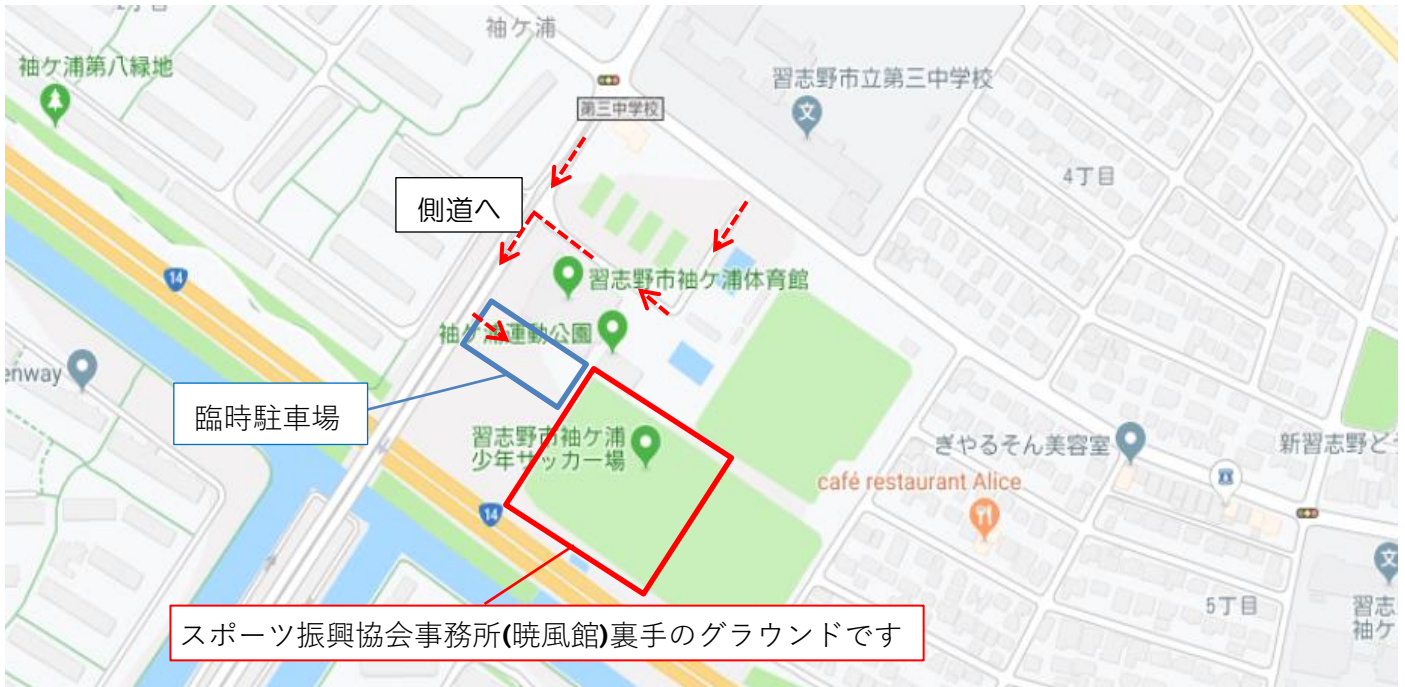 2丁目
袖ケ浦
袖ケ浦第八緑地
習志野市立第三中学校
文
第三中学校
4丁目
側道へ
14
習志野市袖ケ浦体育館
袖ケ浦運動公園
enway
臨時駐車場
習志野市袖ケ浦
少年サッカー場
ぎやるそん美容室
新習志野ど
café restaurant Alice
14
文
5丁目
習志
袖ケ
スポーツ振興協会事務所(暁風館)裏手のグラウンドです